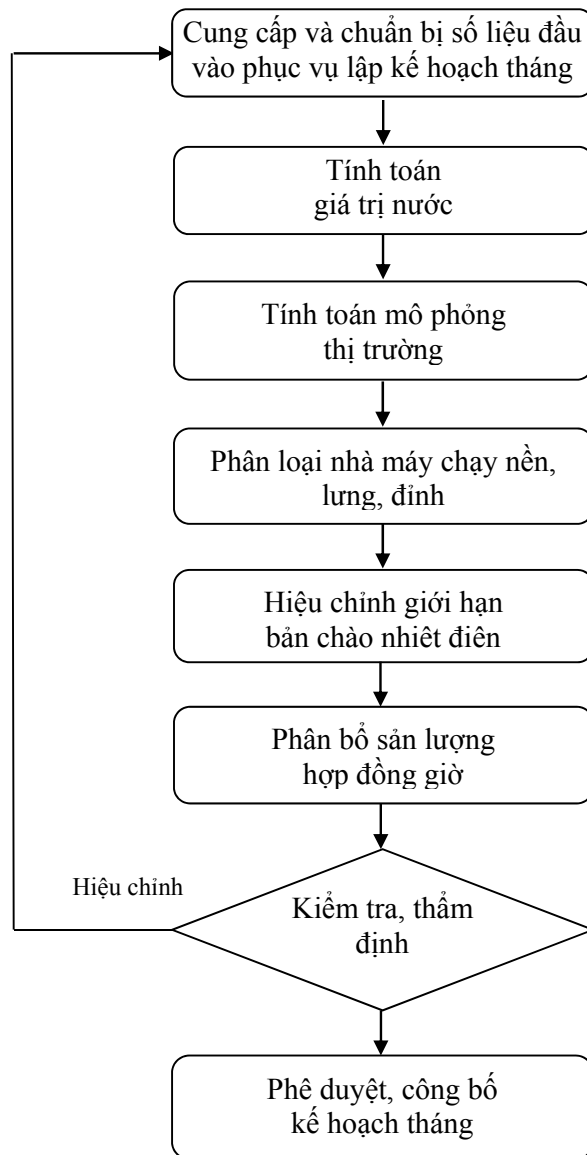 Cung cấp và chuẩn bị số liệu đầu
vào phục vụ lập kế hoạch tháng
Tính toán
giá trị nước
Tính toán mô phỏng
thị trường
Phân loại nhà máy chạy nền,
lưng, đỉnh
Hiệu chỉnh giới hạn
bản chào nhiêt điên
Phân bổ sản lượng
hợp đồng giờ
Hiệu chỉnh
Kiểm tra, thẩm
định
Phê duyệt, công bố
kế hoạch tháng